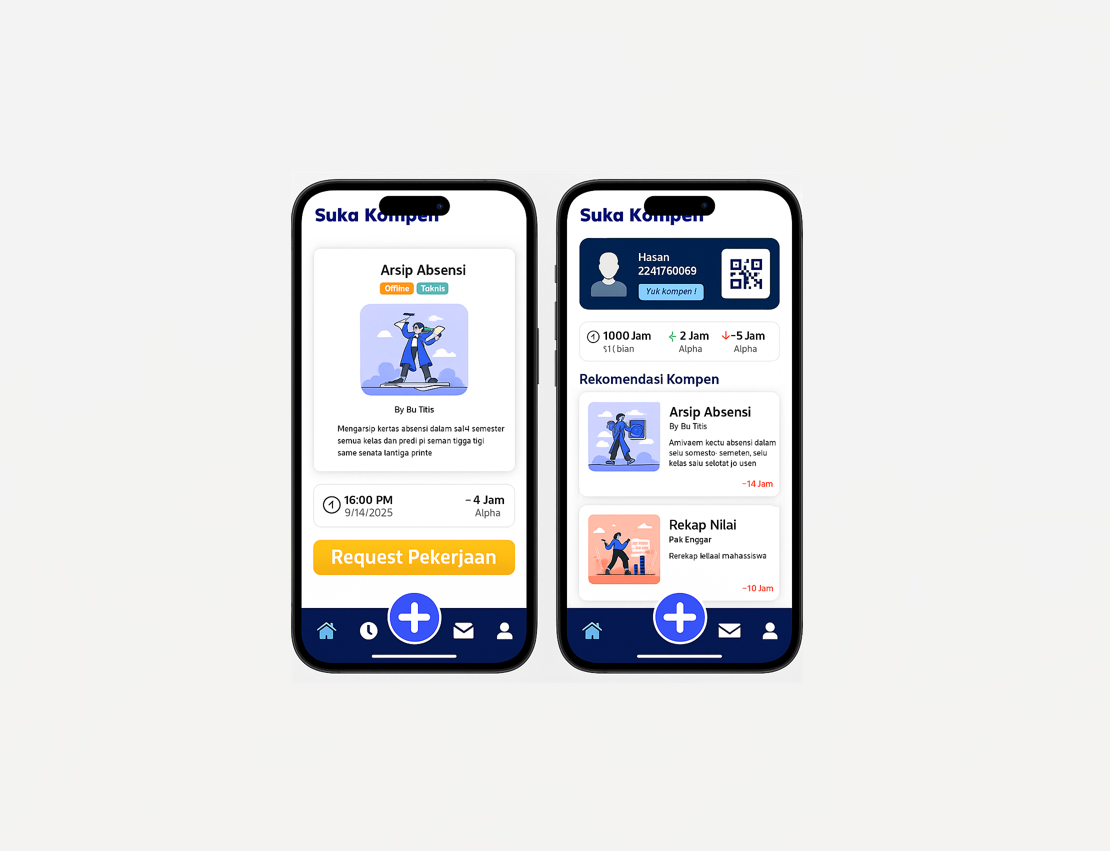 Suka Kompen
Arsip Absensi
Offline Taknis
By Bu Titis
Mengarsip kertas absensi dalam sal4 semester
semua kelas dan predi pi seman tigga tigi
same senata lantiga printe
16:00 PM
9/14/2025
-4 Jam
Alpha
Request Pekerjaan
Suka Kompen
Hasan
2241760069
Yuk kompen !
1000 Jam
2 Jam
Alpha
-5 Jam
Alpha
Rekomendasi Kompen
Arsip Absensi
By Bu Titis
Amivaem kectu absensi dalam
selu somesto- semeten, selu
kelas salu selotat jo usen
-14 Jam
Rekap Nilai
Pak Enggar
Rerekap lellaal mahassiswa
-10 Jam